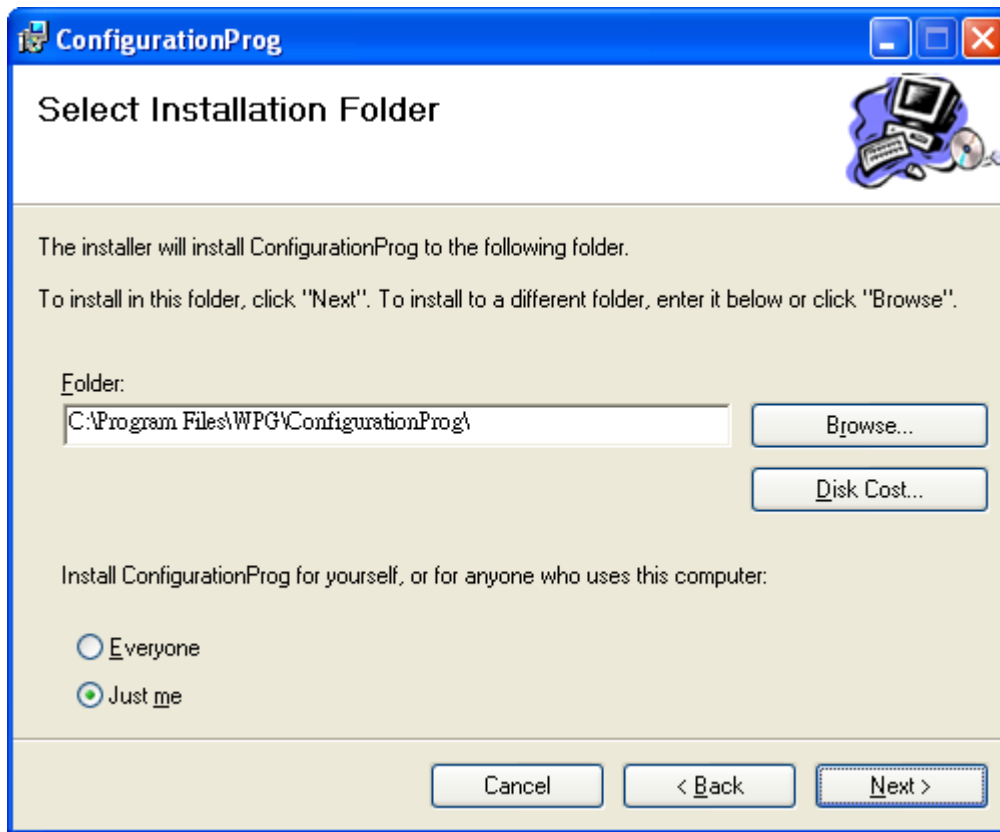 ConfigurationProg
Select Installation Folder
The installer will install ConfigurationProg to the following folder.
To install in this folder, click "Next". To install to a different folder, enter it below or click "Browse".
Folder:
C:\Program Files\WPG\ConfigurationProg\
Browse...
Disk Cost...
Install ConfigurationProg for yourself, or for anyone who uses this computer:
Everyone
Just me
Cancel
< Back
Next >